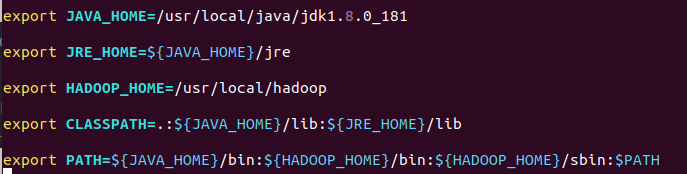 export JAVA_HOME=/usr/local/java/jdk1.8.0_181
export JRE_HOME=${JAVA_HOME}/jre
export HADOOP_HOME=/usr/local/hadoop
export CLASSPATH=.:${JAVA_HOME}/lib:${JRE_HOME}/lib
export PATH=${JAVA_HOME}/bin:${HADOOP_HOME}/bin:${HADOOP_HOME}/sbin:$PATH